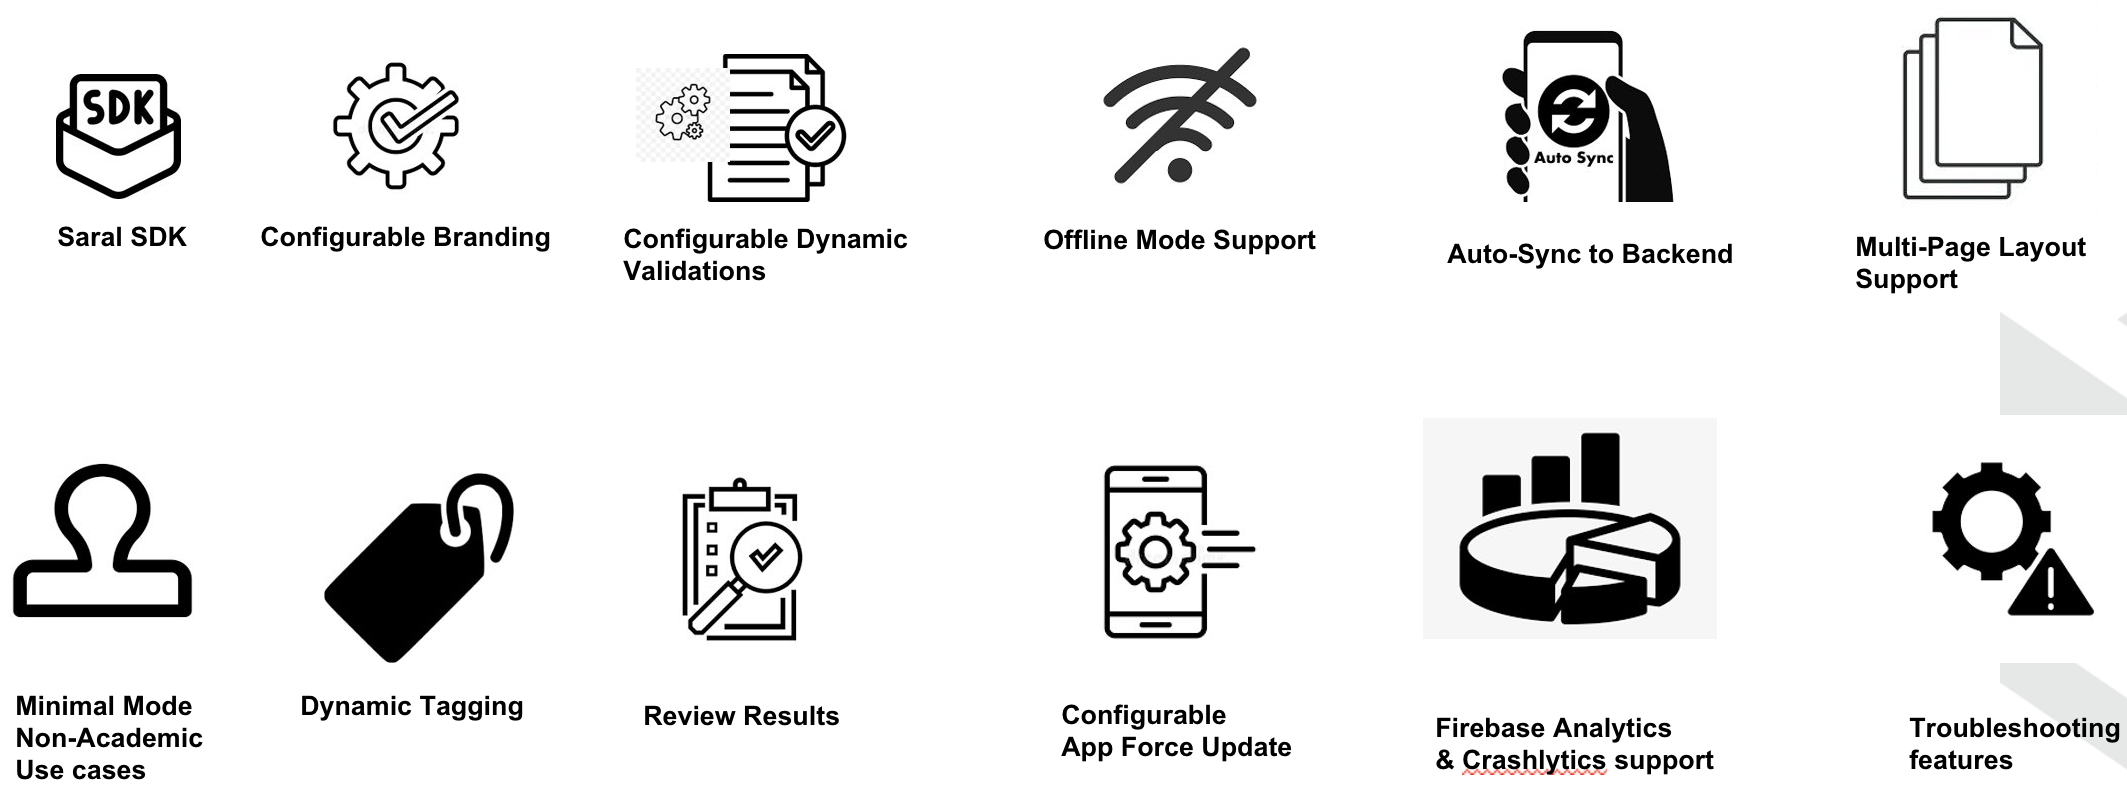 SDK
Saral SDK
Configurable Branding
Configurable Dynamic
Validations
Offline Mode Support
Auto Sync
Auto-Sync to Backend
Multi-Page Layout
Support
Minimal Mode
Non-Academic
Use cases
Dynamic Tagging
Review Results
Configurable
App Force Update
Firebase Analytics
& Crashlytics support
Troubleshooting
features